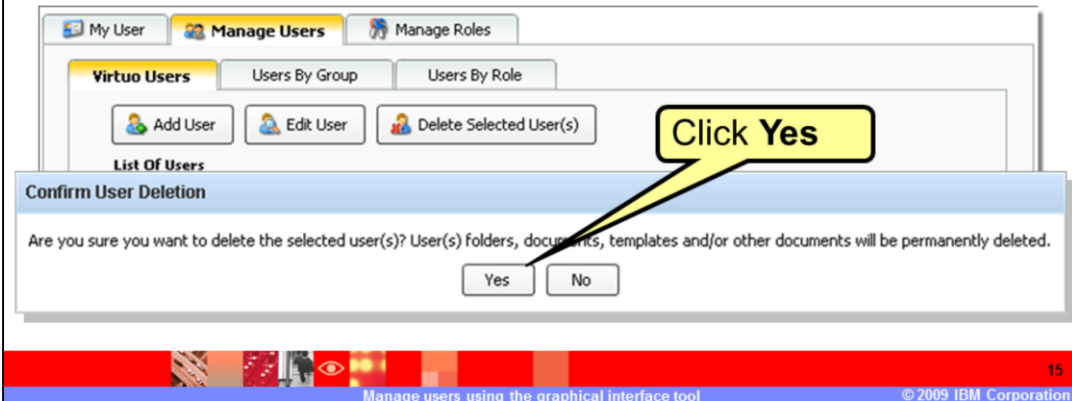 My User Manage Users Manage Roles
Virtuo Users Users By Group Users By Role
Add User Edit User Delete Selected User(s)
Click Yes
List Of Users
Confirm User Deletion
Are you sure you want to delete the selected user(s)? User(s) folders, documents, templates and/or other documents will be permanently deleted.
Yes No
15
Manage users using the graphical interface tool © 2009 IBM Corporation